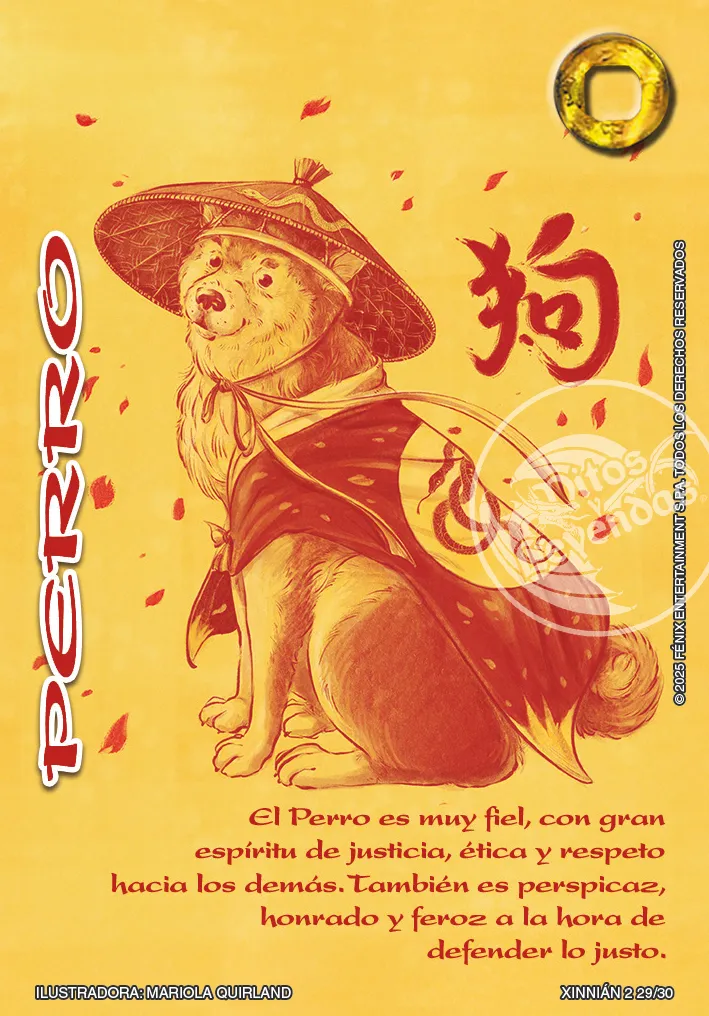 PERRO
狗
Mitos
y
Leyendas
El Perro es muy fiel, con gran
espíritu de justicia, ética y respeto
hacia los demás. También es perspicaz,
honrado y feroz a la hora de
defender lo justo.
© 2025 FÉNIX ENTERTAINMENT S.P.A. TODOS LOS DERECHOS RESERVADOS
ILUSTRADORA: MARIOLA QUIRLAND
XINNIÁN 2 29/30